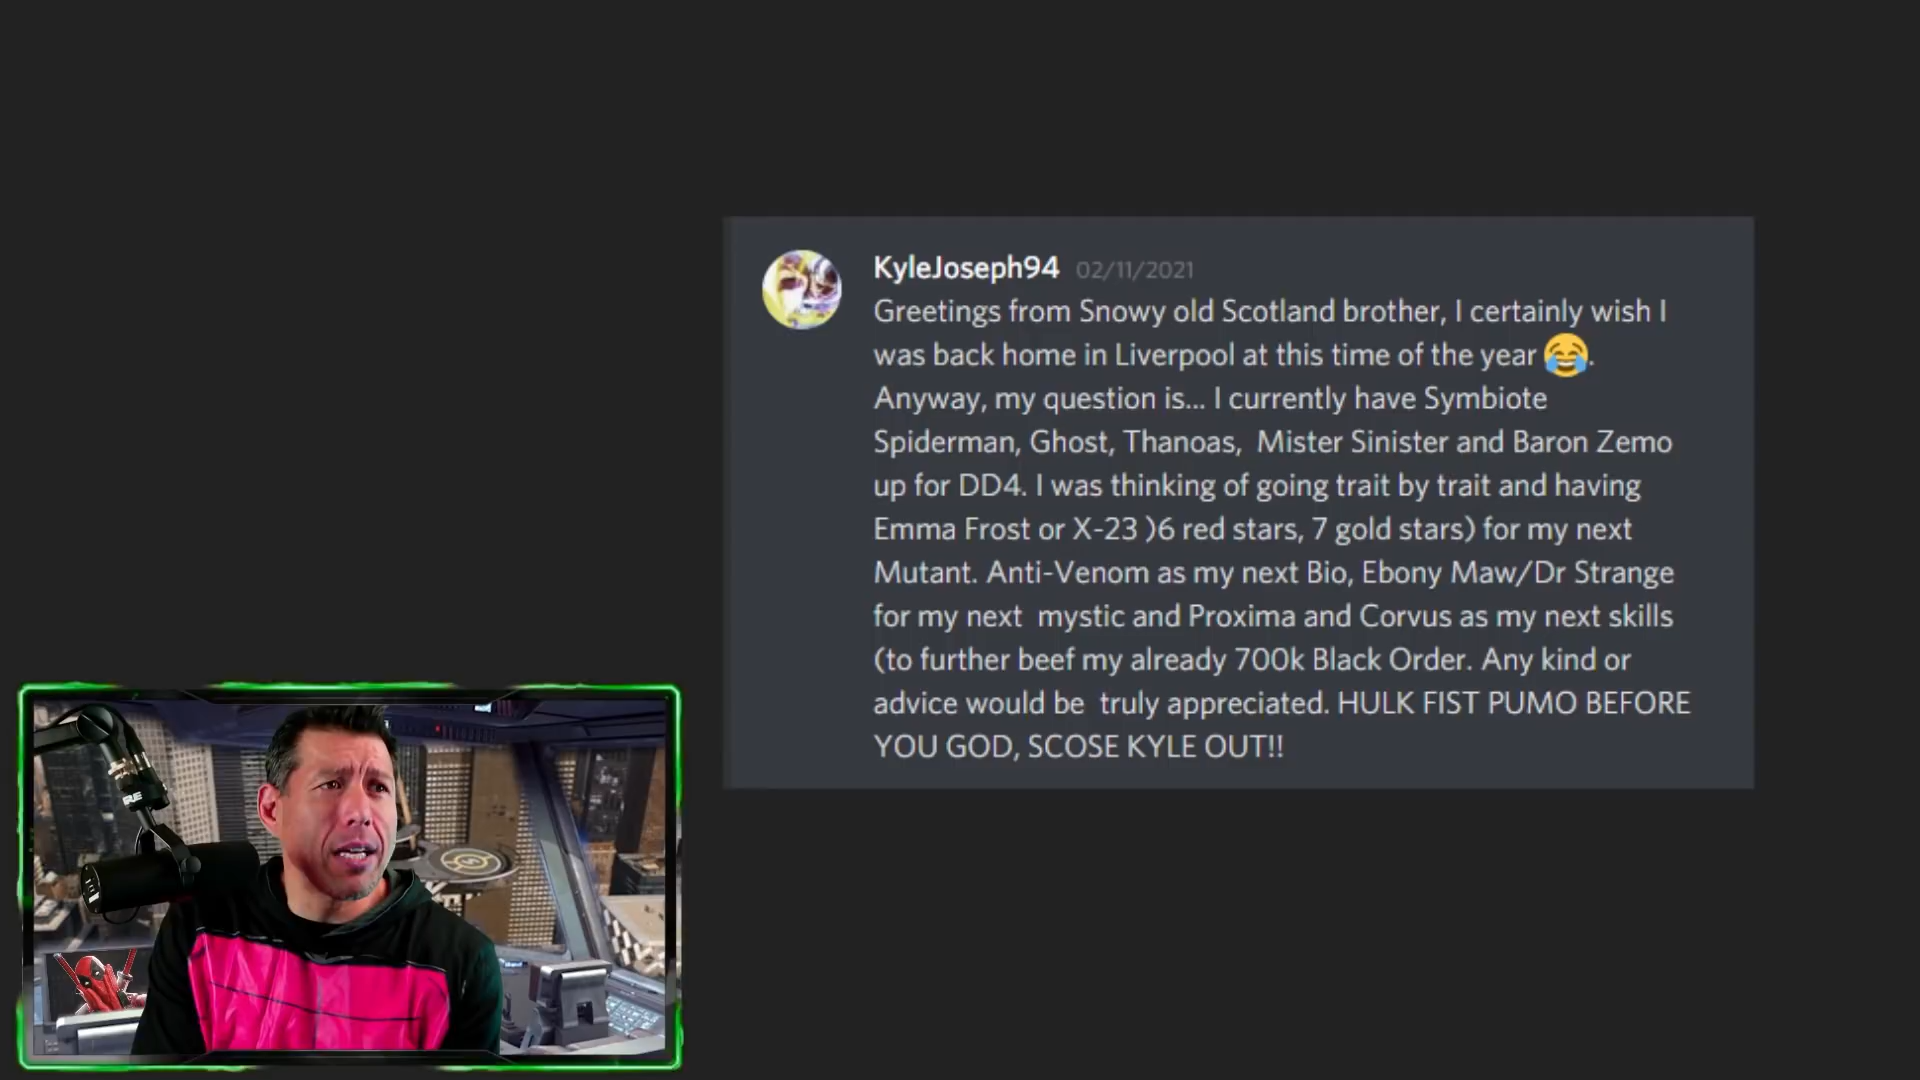 KyleJoseph94 02/11/2021
Greetings from Snowy old Scotland brother, I certainly wish I
was back home in Liverpool at this time of the year 😂.
Anyway, my question is... I currently have Symbiote
Spiderman, Ghost, Thanoas,  Mister Sinister and Baron Zemo
up for DD4. I was thinking of going trait by trait and having
Emma Frost or X-23 )6 red stars, 7 gold stars) for my next
Mutant. Anti-Venom as my next Bio, Ebony Maw/Dr Strange
for my next  mystic and Proxima and Corvus as my next skills
(to further beef my already 700k Black Order. Any kind or
advice would be  truly appreciated. HULK FIST PUMO BEFORE
YOU GOD, SCOSE KYLE OUT!!